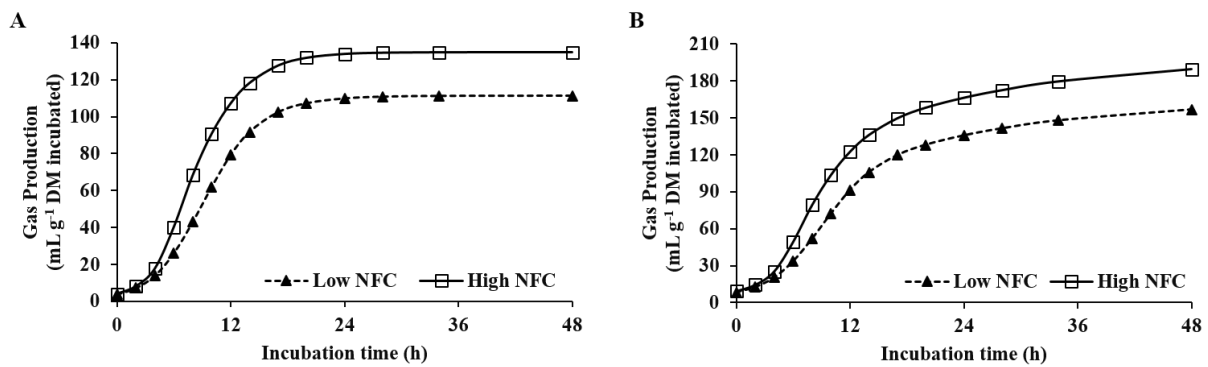 A
140
120
100
80
60
40
20
0
Gas Production
(mL g⁻¹ DM incubated)
Low NFC
High NFC
0
12
24
36
48
Incubation time (h)
B
210
180
150
120
90
60
30
0
Gas Production
(mL g⁻¹ DM incubated)
Low NFC
High NFC
0
12
24
36
48
Incubation time (h)